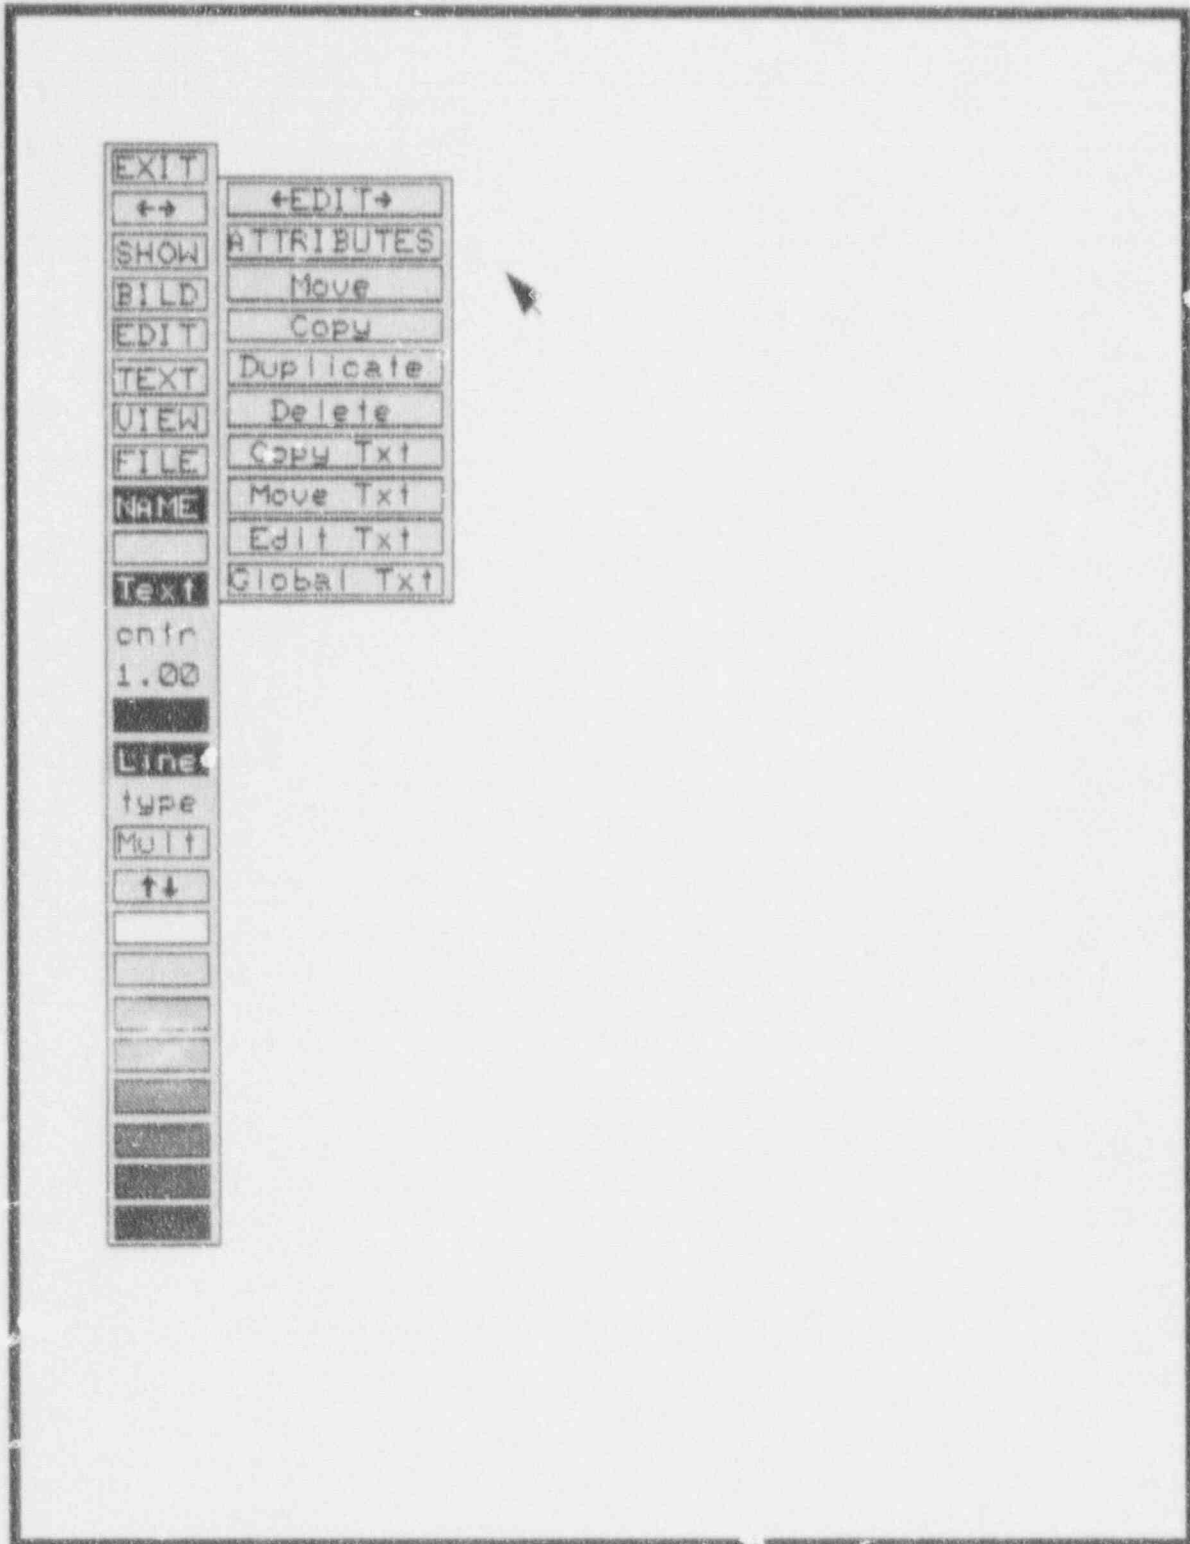 EXIT
←→
SHOW
BILD
EDIT
TEXT
VIEW
FILE
NAME
Text
cntr
1.00
Line
type
Mult
↑↓
←EDIT→
ATTRIBUTES
Move
Copy
Duplicate
Delete
Copy Txt
Move Txt
Edit Txt
Global Txt